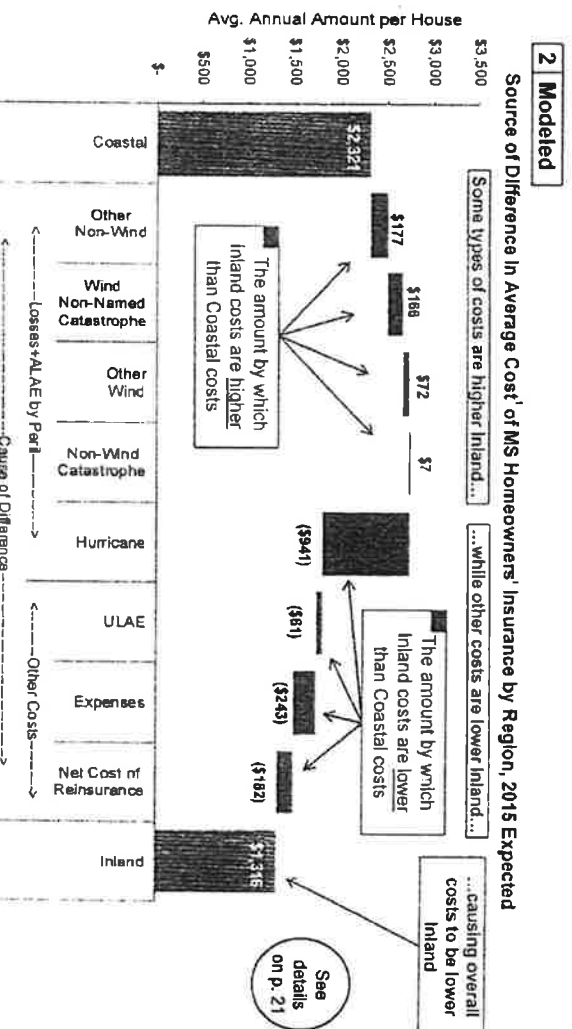 2 Modeled
Source of Difference in Average Cost¹ of MS Homeowners' Insurance by Region, 2015 Expected
Some types of costs are higher Inland...
...while other costs are lower Inland...
...causing overall
costs to be lower
Inland
Avg. Annual Amount per House
$3,500
$3,000
$2,500
$2,000
$1,500
$1,000
$500
$-
$2,321
$177
$166
$72
$7
($941)
($61)
($243)
($182)
$1,316
The amount by which
inland costs are higher
than Coastal costs
The amount by which
Inland costs are lower
than Coastal costs
See
details
on p. 21
Coastal
Other
Non-Wind
Wind
Non-Named
Catastrophe
Other
Wind
Non-Wind
Catastrophe
Hurricane
ULAE
Expenses
Net Cost of
Reinsurance
Inland
<-----Losses+ALAE by Peril----->
<-----Other Costs----->
<-----Cause of Difference----->